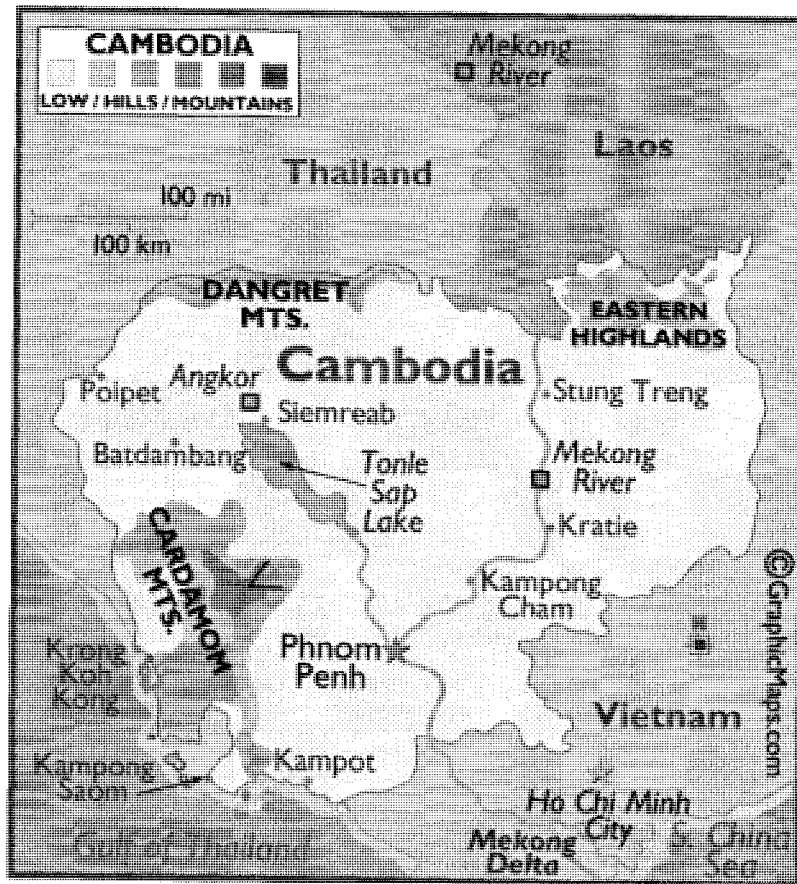 CAMBODIA
LOW / HILLS / MOUNTAINS
Mekong
River
Laos
Thailand
100 mi
100 km
DANGRET
MTS.
EASTERN
HIGHLANDS
Cambodia
Poipet
Angkor
Siemreab
Stung Treng
Batdambang
Tonle
Sap
Lake
Mekong
River
Kratie
CARDAMOM
MTS.
Kampong
Cham
Phnom
Penh
Krong
Koh
Kong
Vietnam
©GraphicMaps.com
Kampong
Saom
Kampot
Ho Chi Minh
City
Mekong
Delta
S. China
Sea
Gulf of Thailand